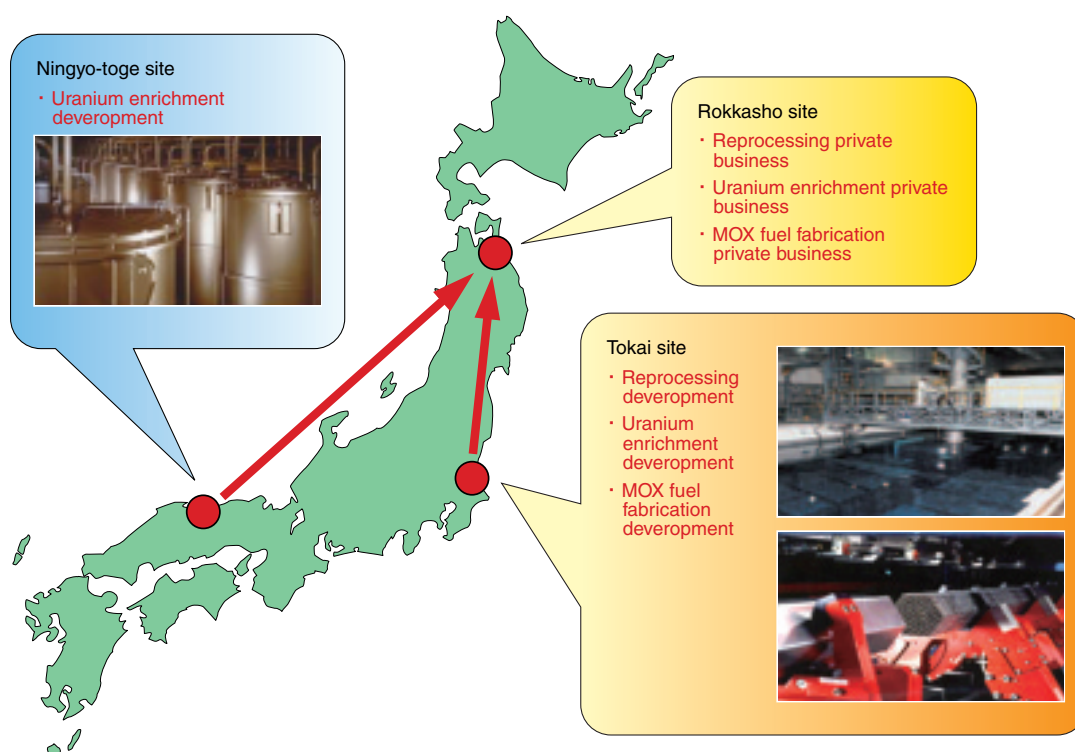 Ningyo-toge site
· Uranium enrichment
deveropment
Rokkasho site
· Reprocessing private
business
· Uranium enrichment private
business
· MOX fuel fabrication
private business
Tokai site
· Reprocessing
deveropment
· Uranium
enrichment
deveropment
· MOX fuel
fabrication
deveropment